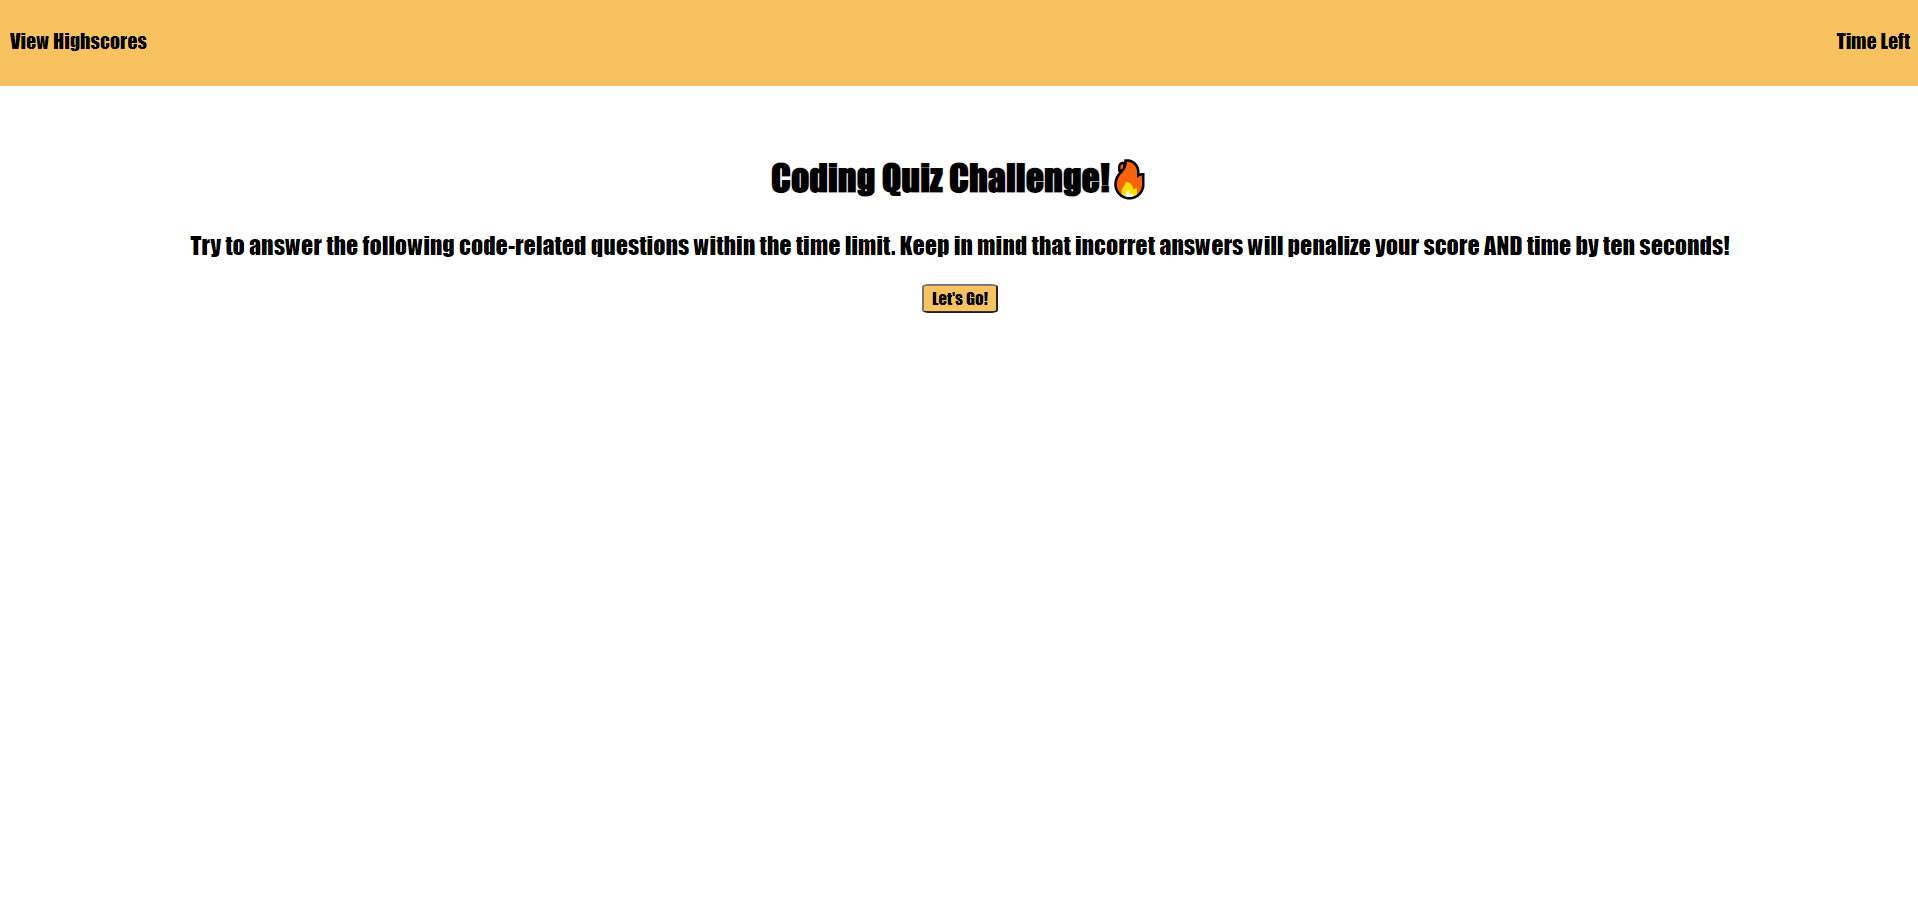 View Highscores
Time Left
Coding Quiz Challenge!🔥
Try to answer the following code-related questions within the time limit. Keep in mind that incorret answers will penalize your score AND time by ten seconds!
Let's Go!